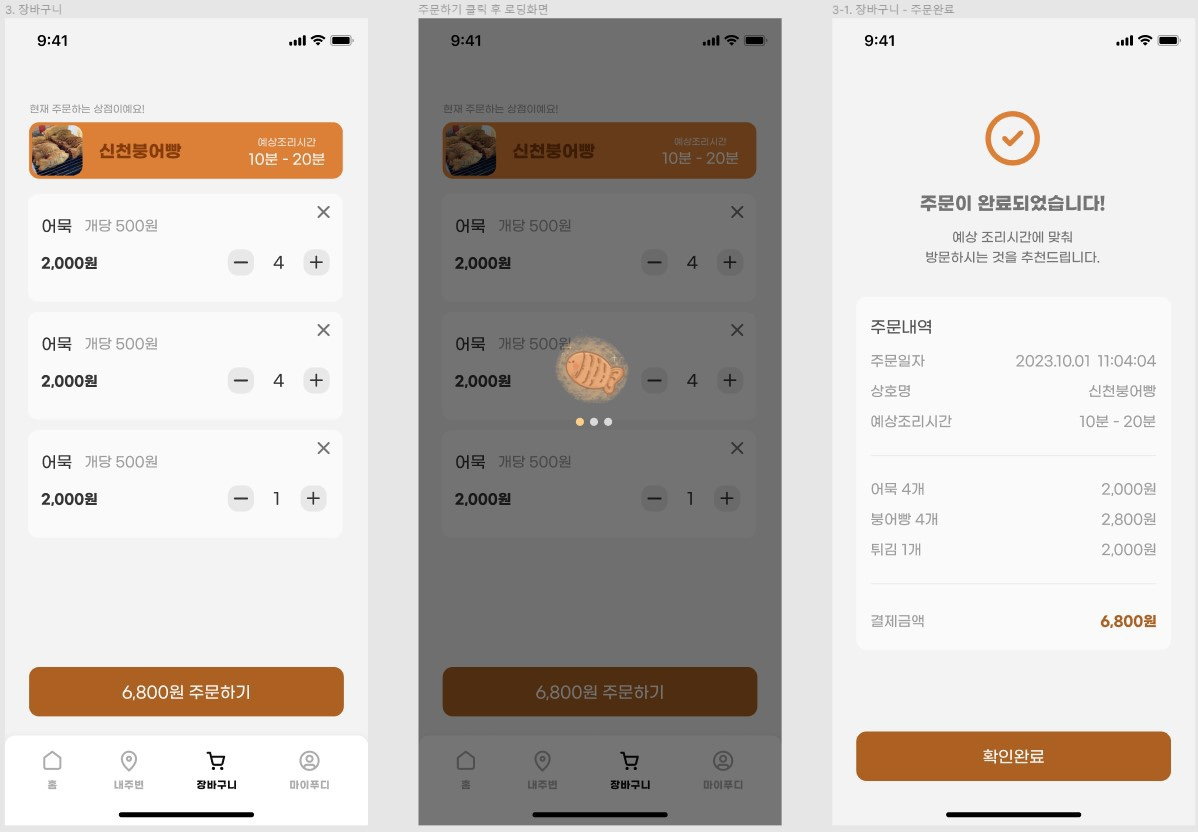 3. 장바구니
9:41
현재 주문하는 상점이예요!
신천붕어빵
예상조리시간
10분 - 20분
어묵 개당 500원
2,000원 4
어묵 개당 500원
2,000원 4
어묵 개당 500원
2,000원 1
6,800원 주문하기
홈 내주변 장바구니 마이푸디
주문하기 클릭 후 로딩화면
9:41
현재 주문하는 상점이예요!
신천붕어빵
예상조리시간
10분 - 20분
어묵 개당 500원
2,000원 4
어묵 개당 500원
2,000원 4
어묵 개당 500원
2,000원 1
6,800원 주문하기
홈 내주변 장바구니 마이푸디
3-1. 장바구니 - 주문완료
9:41
주문이 완료되었습니다!
예상 조리시간에 맞춰
방문하시는 것을 추천드립니다.
주문내역
주문일자 2023.10.01 11:04:04
상호명 신천붕어빵
예상조리시간 10분 - 20분
어묵 4개 2,000원
붕어빵 4개 2,800원
튀김 1개 2,000원
결제금액 6,800원
확인완료